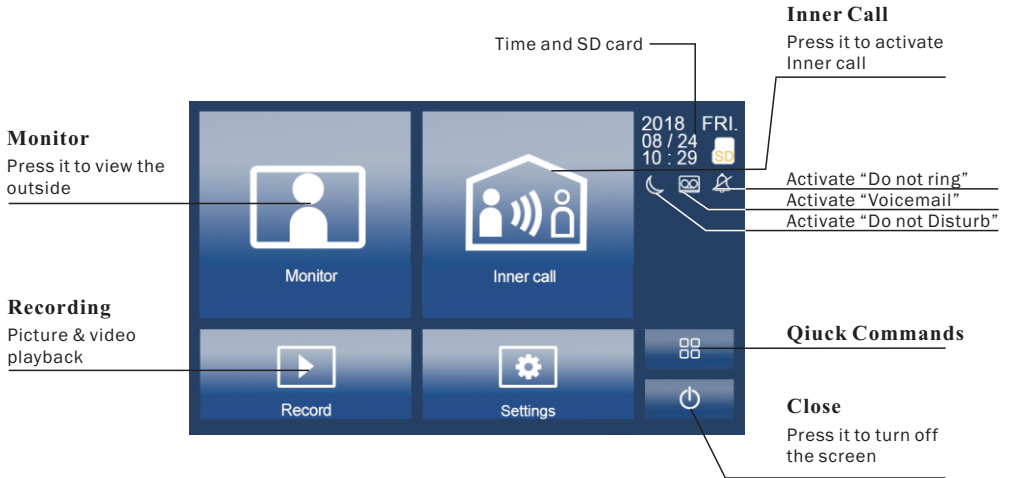 Inner Call
Press it to activate
Inner call
Time and SD card
Monitor
Press it to view the
outside
2018 FRI.
08 / 24
10 : 29
SD
Activate “Do not ring”
Activate “Voicemail”
Activate “Do not Disturb”
Monitor
Inner call
Recording
Picture & video
playback
Qiuck Commands
Record
Settings
Close
Press it to turn off
the screen